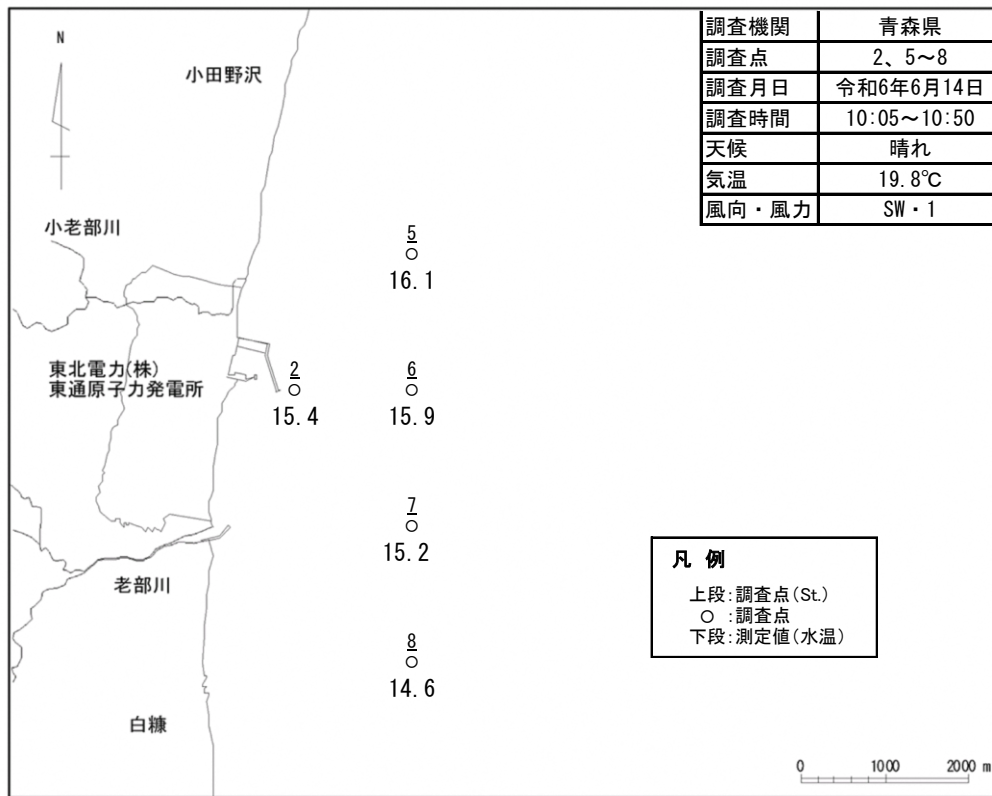 調査機関 青森県
調査点 2、5～8
調査月日 令和6年6月14日
調査時間 10:05～10:50
天候 晴れ
気温 19.8℃
風向・風力 SW・1
N
小田野沢
小老部川
5
16.1
東北電力(株)
東通原子力発電所
2
15.4
6
15.9
7
15.2
老部川
8
14.6
白糠
凡 例
上段:調査点(St.)
○ :調査点
下段:測定値(水温)
0 1000 2000 m